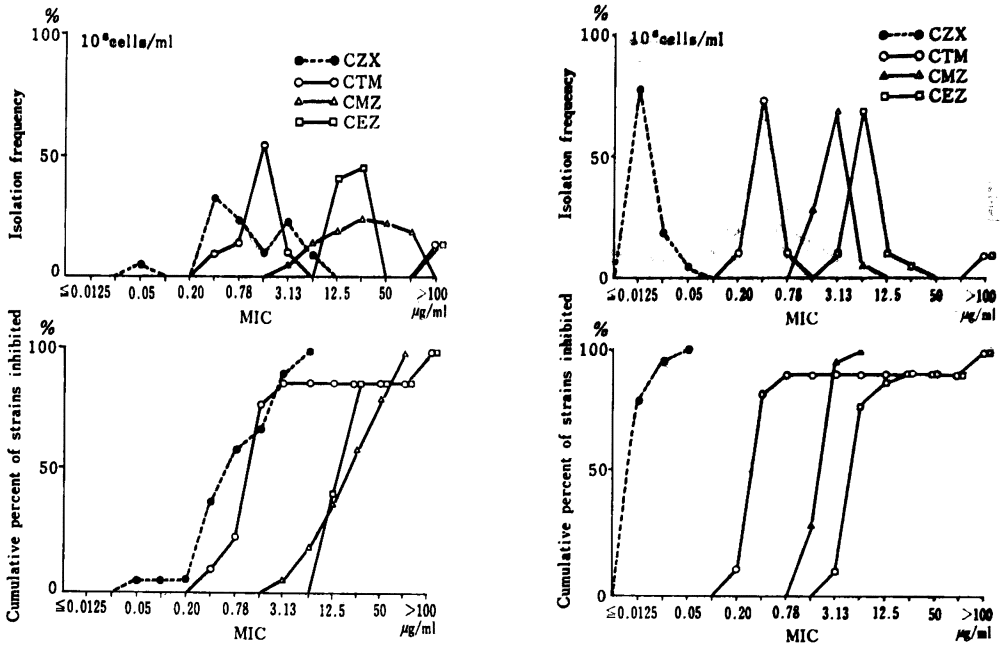 %
100
10⁸cells/ml
CZX
CTM
CMZ
CEZ
Isolation frequency
50
0
≦0.0125 0.05 0.20 0.78 3.13 12.5 50 >100
MIC
μg/ml
%
100
10⁶cells/ml
CZX
CTM
CMZ
CEZ
Isolation frequency
50
0
≦0.0125 0.05 0.20 0.78 3.13 12.5 50 >100
MIC
μg/ml
%
100
Cumulative percent of strains inhibited
50
0
≦0.0125 0.05 0.20 0.78 3.13 12.5 50 >100
MIC
μg/ml
%
100
Cumulative percent of strains inhibited
50
0
≦0.0125 0.05 0.20 0.78 3.13 12.5 50 >100
MIC
μg/ml